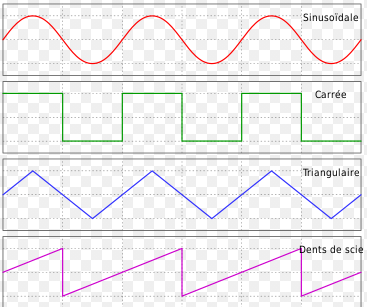 Sinusoïdale
Carrée
Triangulaire
Dents de scie